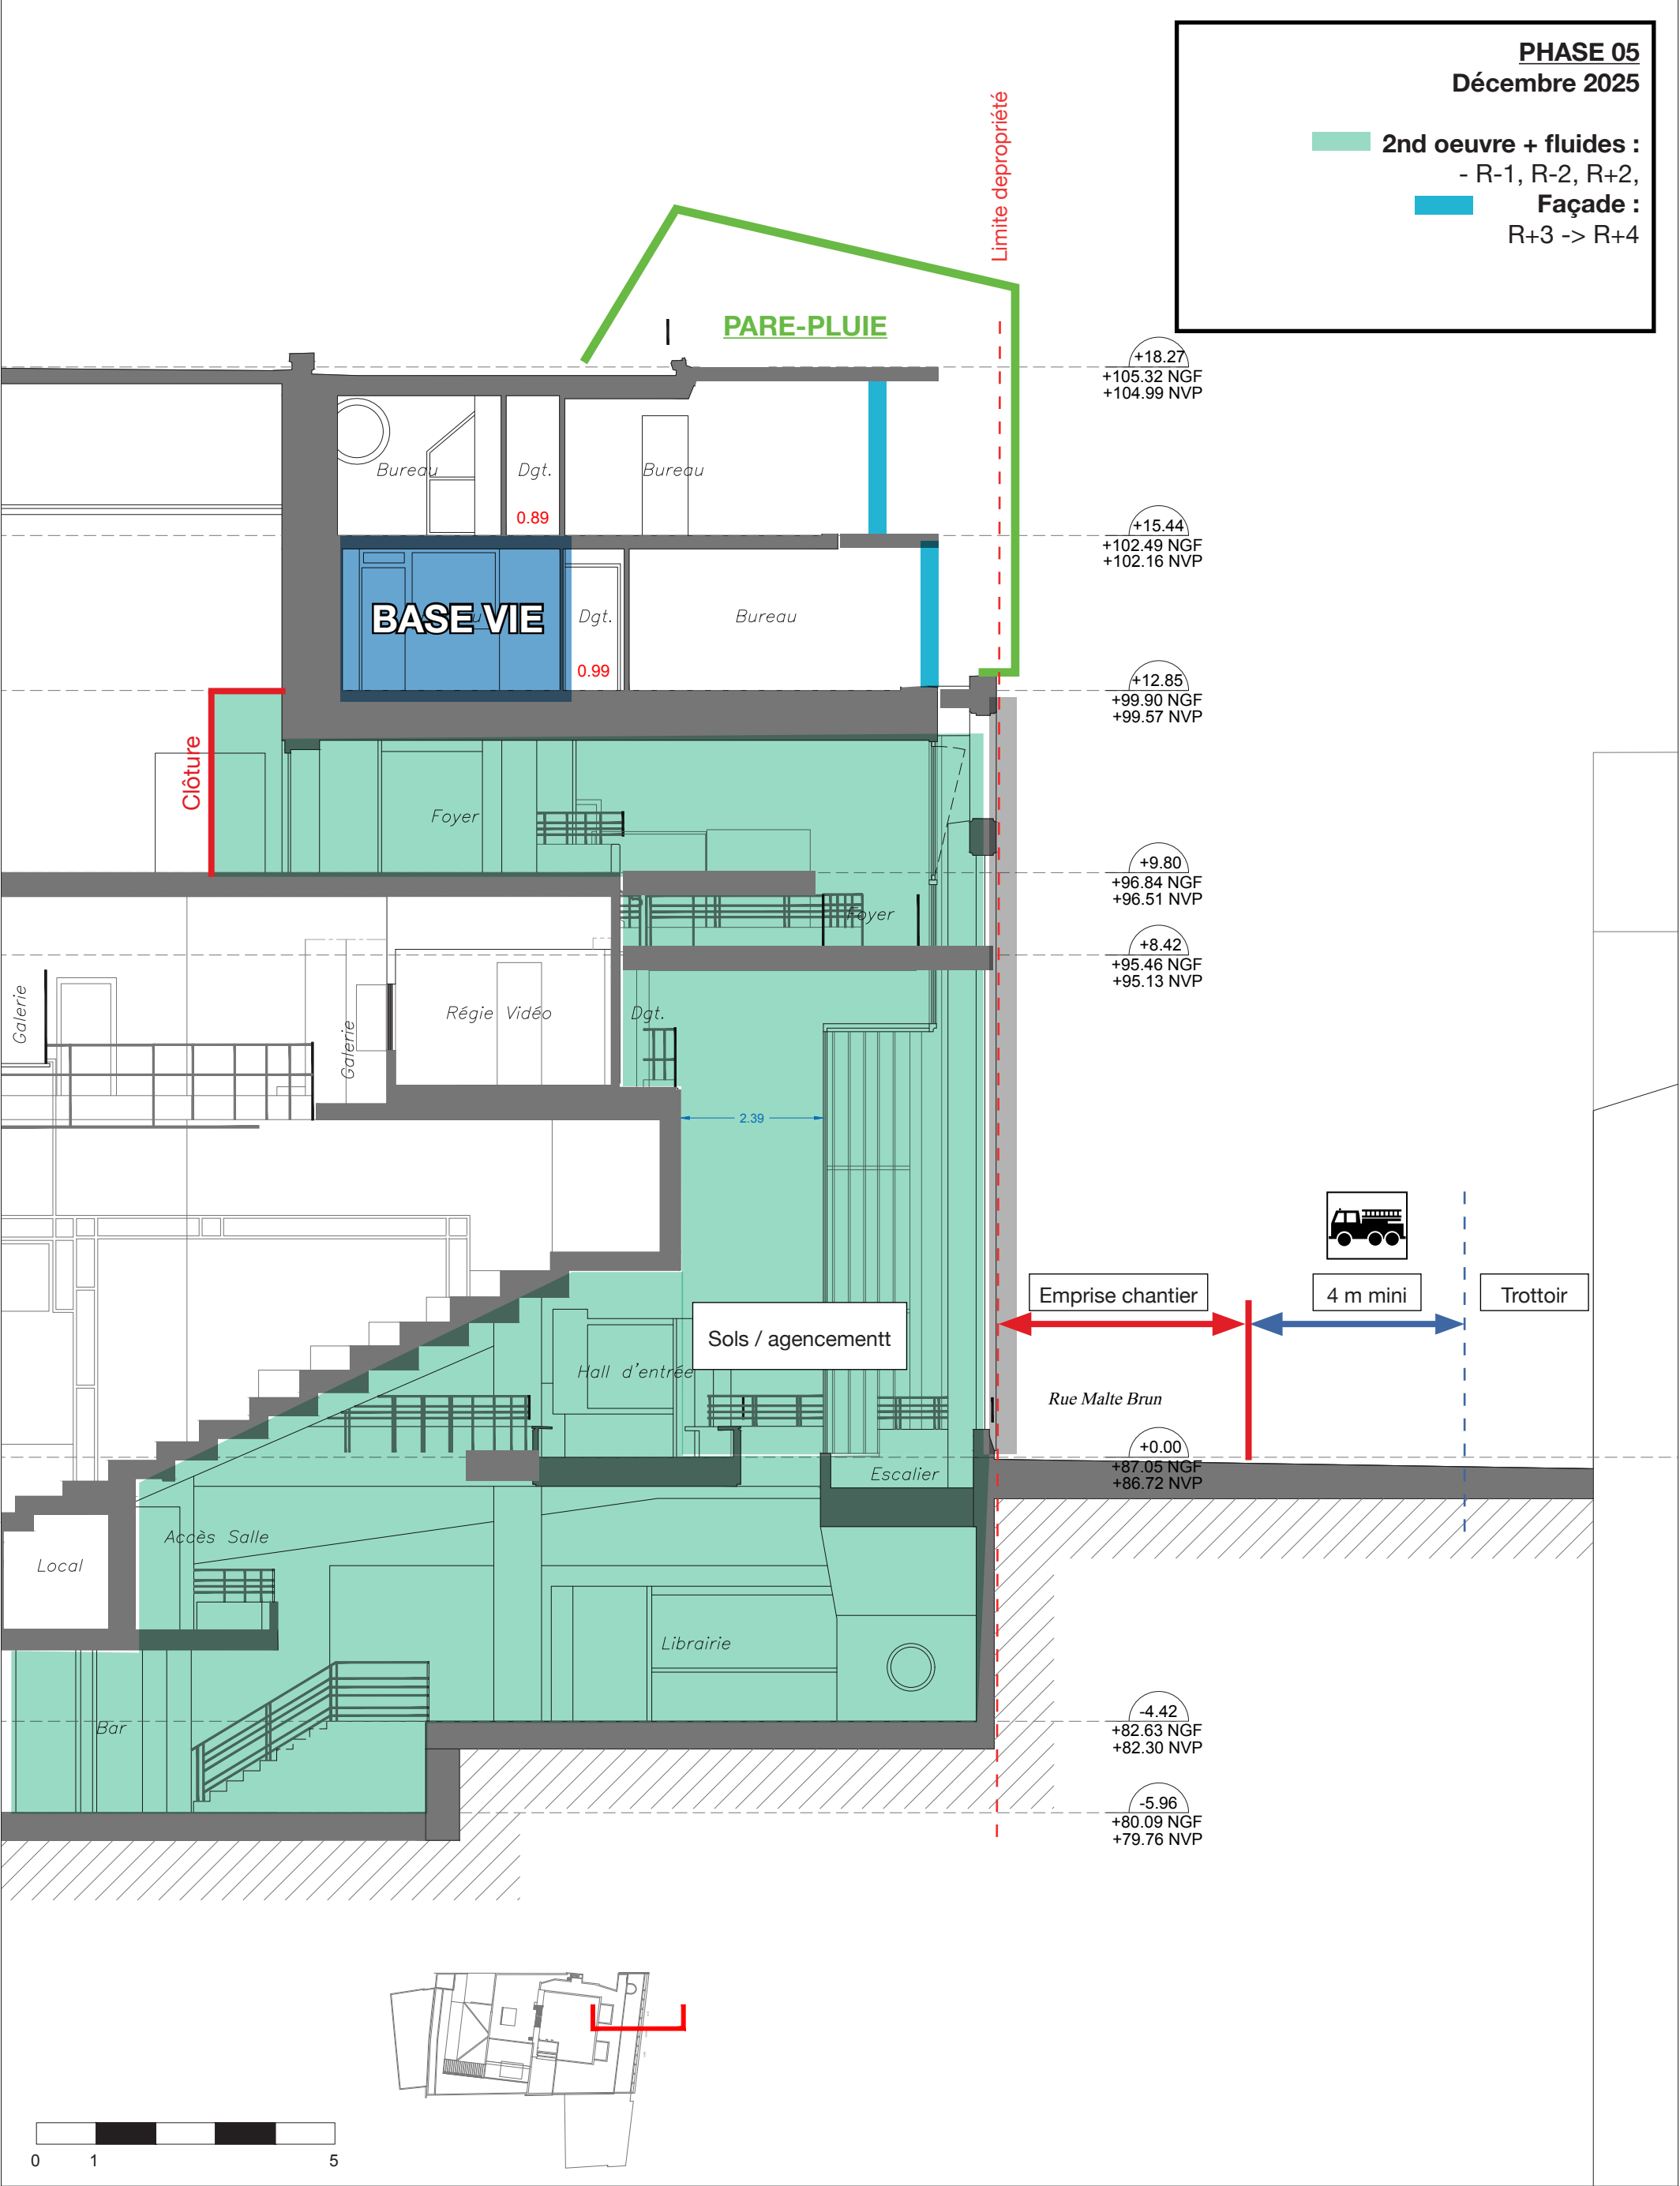 PHASE 05
Décembre 2025
2nd oeuvre + fluides :
- R-1, R-2, R+2,
Façade :
R+3 -> R+4
Limite depropriété
PARE-PLUIE
+18.27
+105.32 NGF
+104.99 NVP
Bureau
Dgt.
Bureau
0.89
+15.44
+102.49 NGF
+102.16 NVP
BASE VIE
Dgt.
Bureau
0.99
+12.85
+99.90 NGF
+99.57 NVP
Clôture
Foyer
+9.80
+96.84 NGF
+96.51 NVP
Foyer
+8.42
+95.46 NGF
+95.13 NVP
Galerie
Galerie
Régie Vidéo
Dgt.
2.39
Emprise chantier
4 m mini
Trottoir
Sols / agencementt
Hall d'entrée
Rue Malte Brun
+0.00
+87.05 NGF
+86.72 NVP
Escalier
Accès Salle
Local
Librairie
Bar
-4.42
+82.63 NGF
+82.30 NVP
-5.96
+80.09 NGF
+79.76 NVP
0 1 5